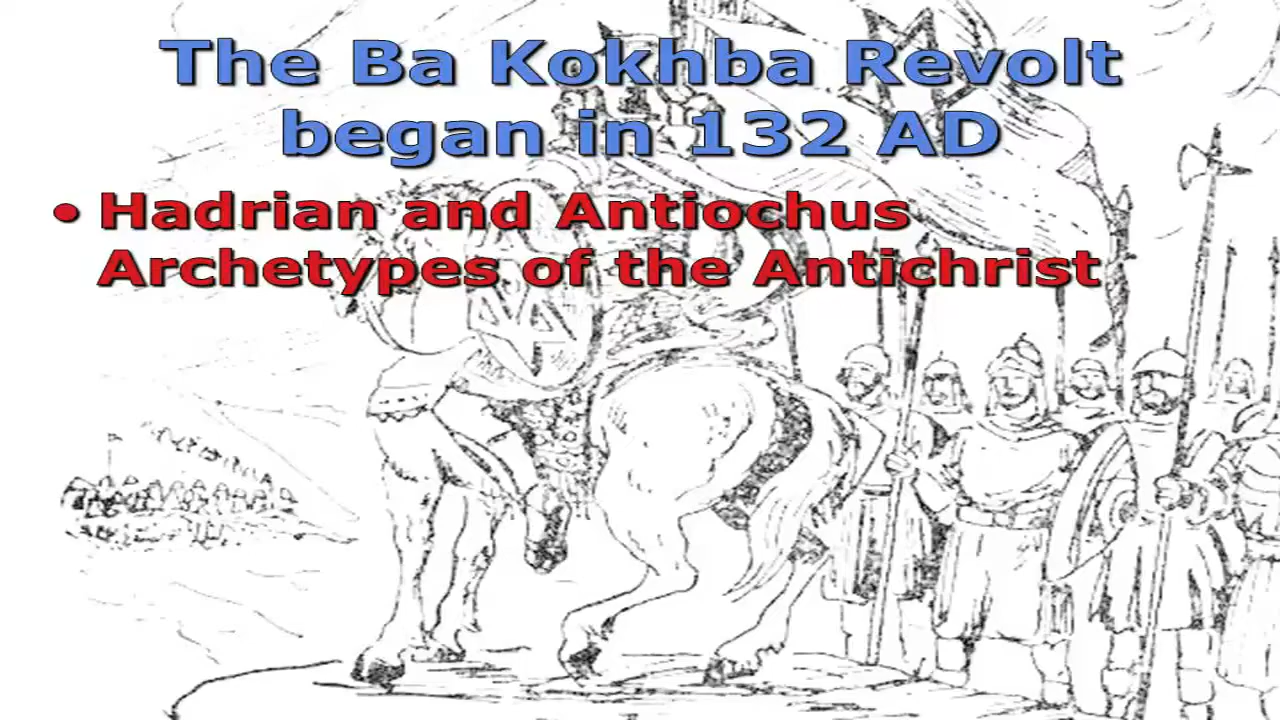 The Ba Kokhba Revolt
began in 132 AD
• Hadrian and Antiochus
Archetypes of the Antichrist